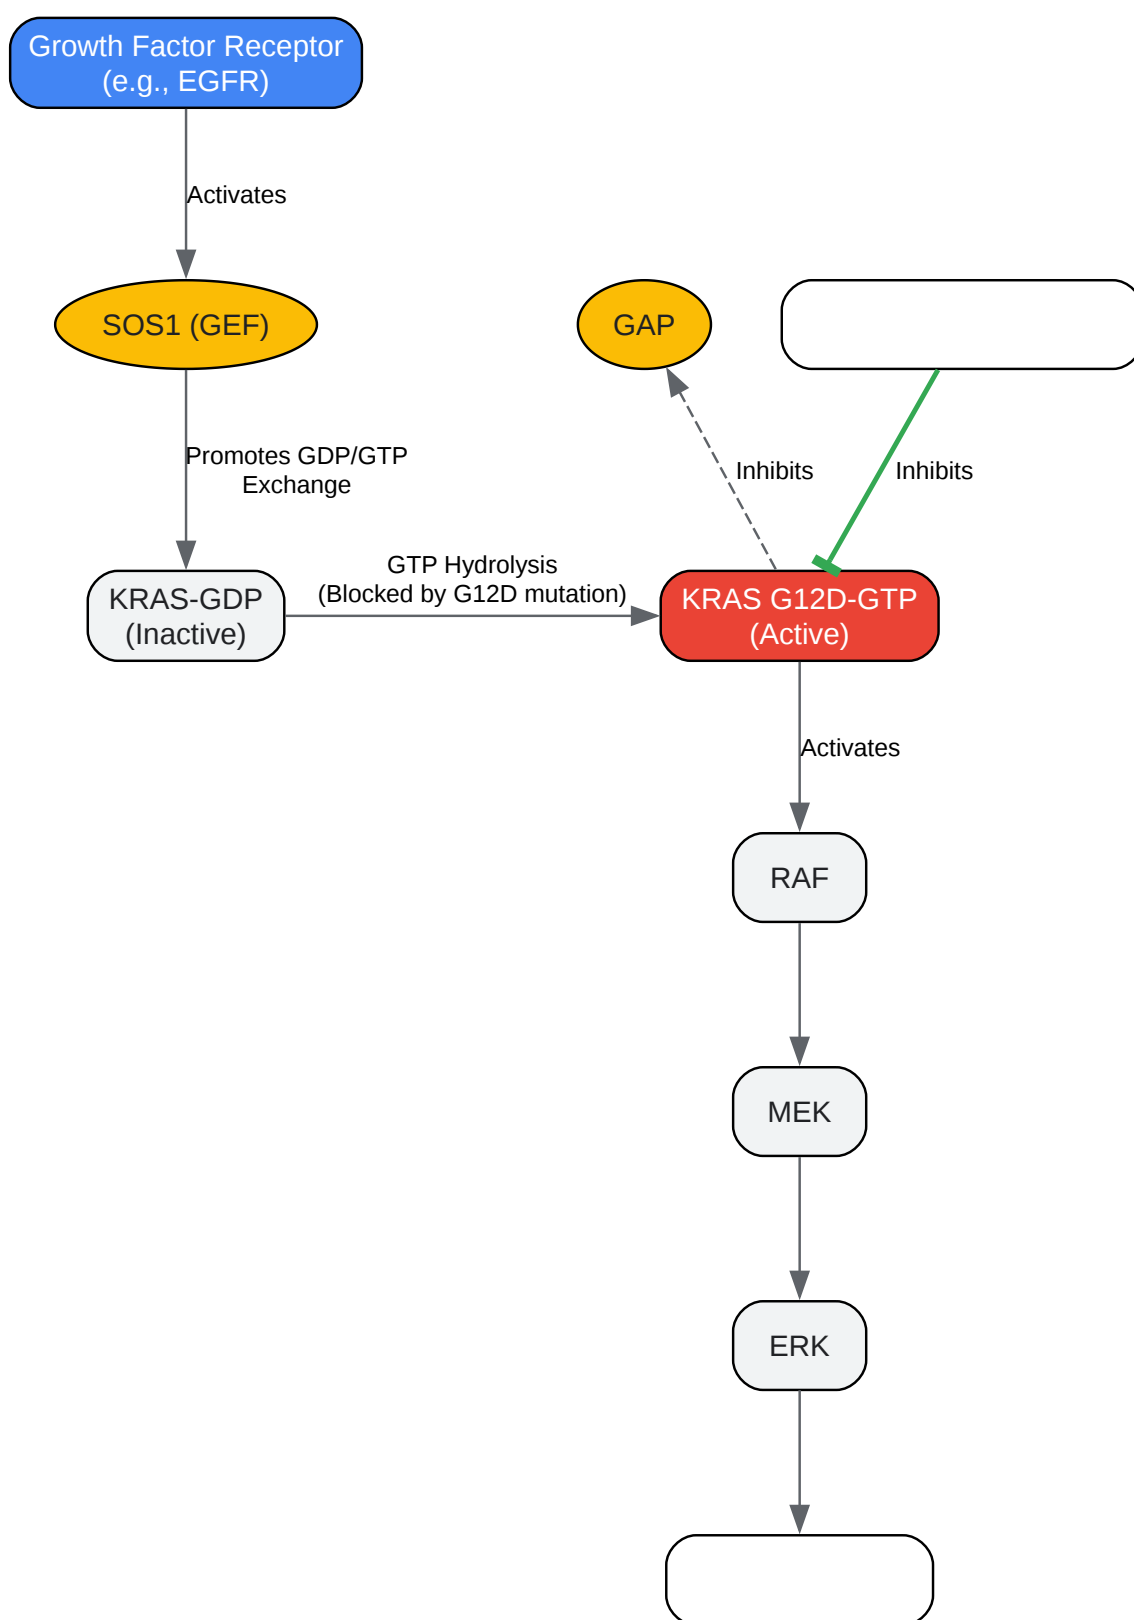 Growth Factor Receptor
(e.g., EGFR)
Activates
SOS1 (GEF)
GAP
Promotes GDP/GTP
Exchange
Inhibits
Inhibits
GTP Hydrolysis
(Blocked by G12D mutation)
KRAS-GDP
(Inactive)
KRAS G12D-GTP
(Active)
Activates
RAF
MEK
ERK